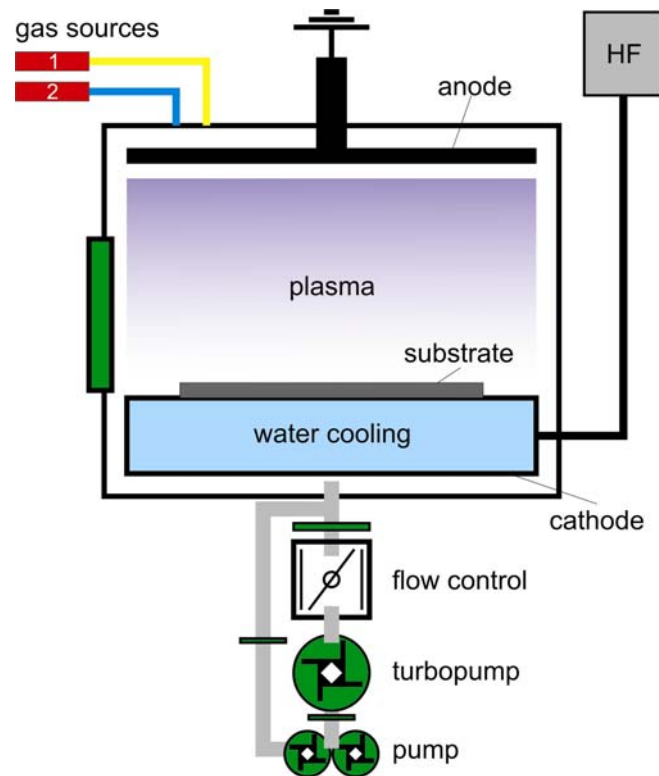 gas sources
1
2
HF
anode
plasma
substrate
water cooling
cathode
flow control
turbopump
pump